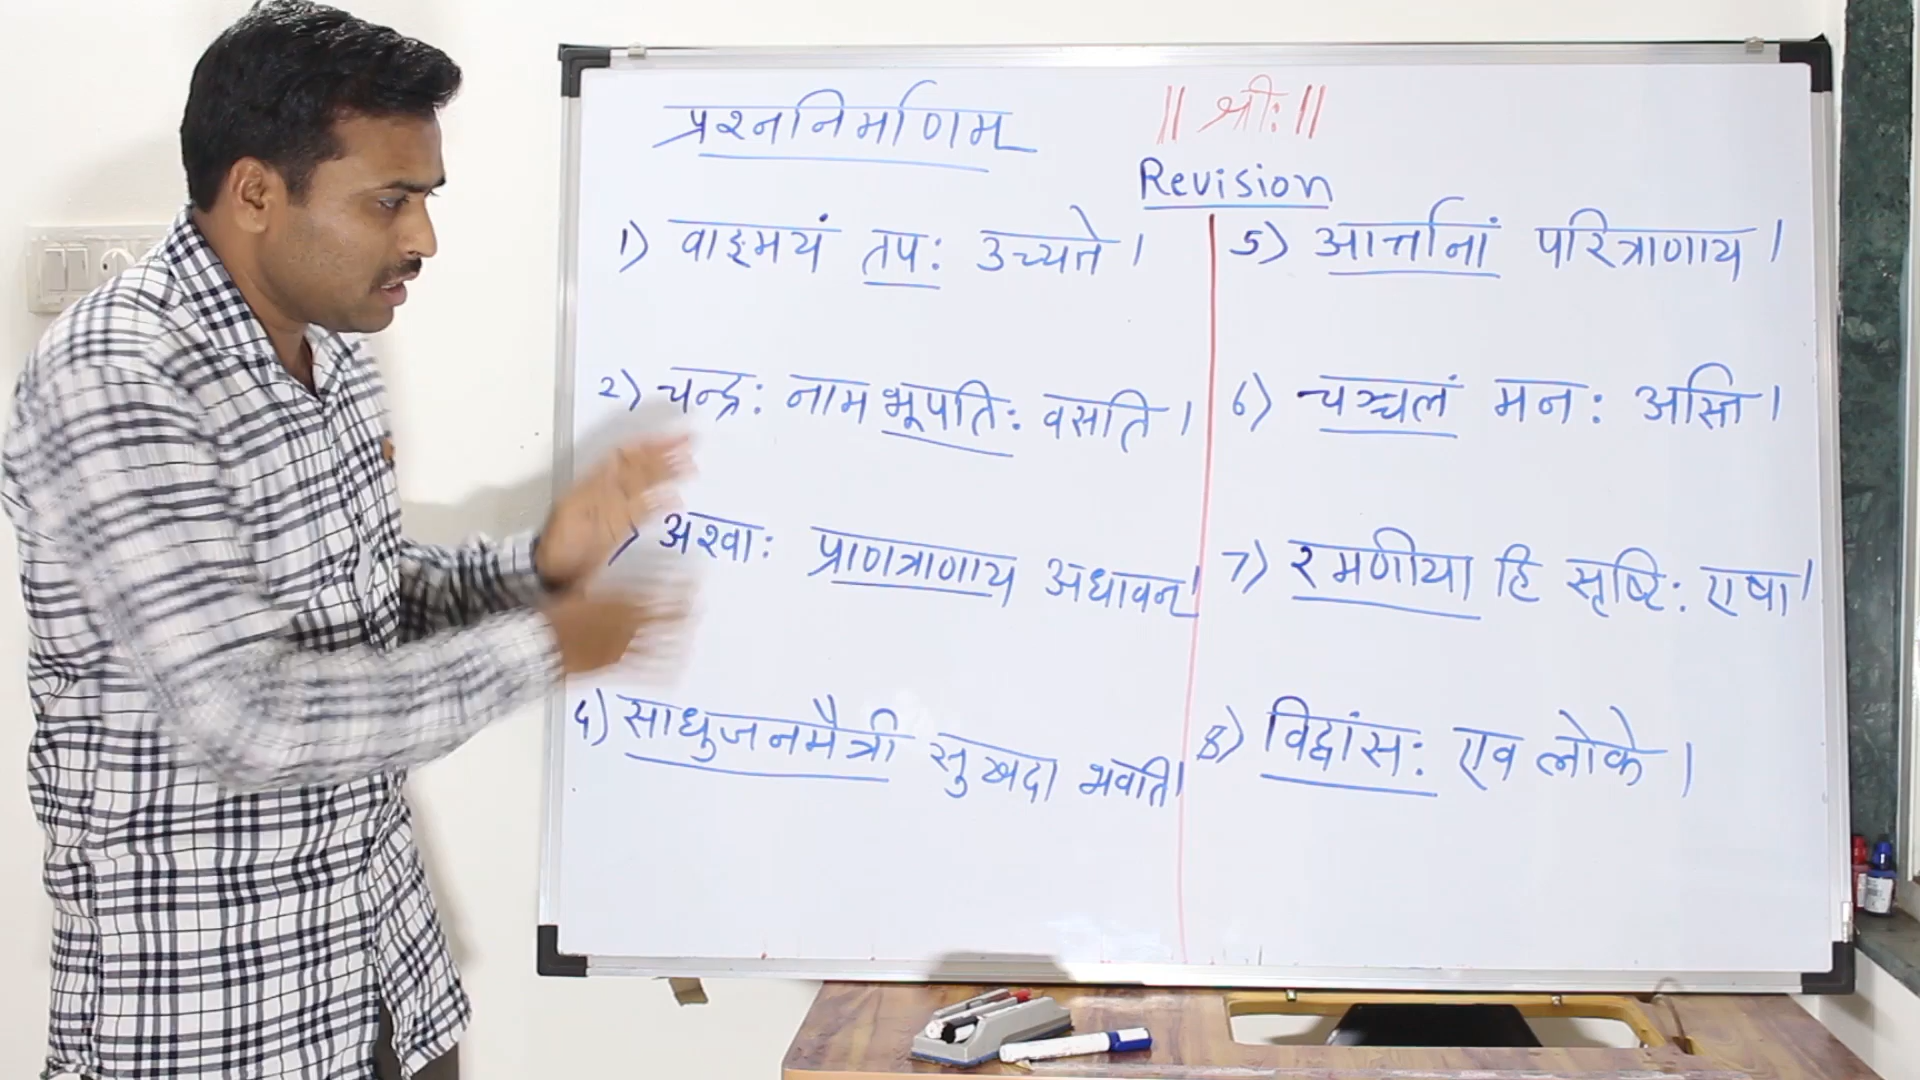 प्रश्ननिर्माणम्
|| श्रीः ||
Revision
1) वाङ्मयं तपः उच्यते ।
2) चन्द्रः नाम भूपतिः वसति ।
) अश्वाः प्राणत्राणाय अधावन् ।
4) साधुजनमैत्री सुखदा भवति ।
5) आर्त्तानां परित्राणाय ।
6) चञ्चलं मनः अस्ति ।
7) रमणीया हि सृष्टिः एषा ।
8) विद्वांसः एव लोके ।